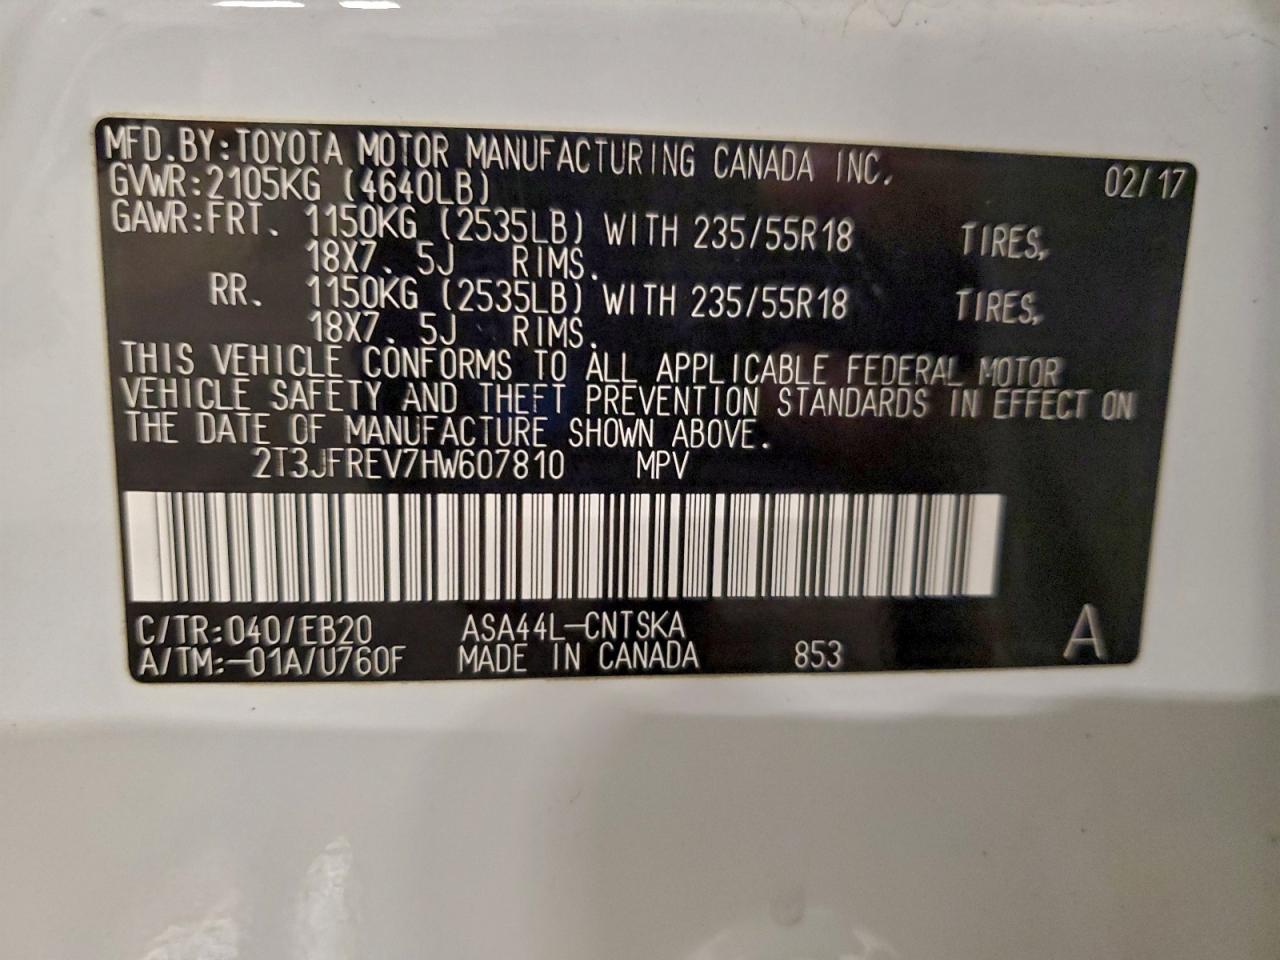 MFD.BY:TOYOTA MOTOR MANUFACTURING CANADA INC. 02/17
GVWR:2105KG (4640LB)
GAWR:FRT. 1150KG (2535LB) WITH 235/55R18 TIRES,
18X7.5J RIMS.
RR. 1150KG (2535LB) WITH 235/55R18 TIRES,
18X7.5J RIMS.
THIS VEHICLE CONFORMS TO ALL APPLICABLE FEDERAL MOTOR
VEHICLE SAFETY AND THEFT PREVENTION STANDARDS IN EFFECT ON
THE DATE OF MANUFACTURE SHOWN ABOVE.
2T3JFREV7HW607810 MPV
C/TR:040/EB20 ASA44L-CNTSKA
A/TM:-01A/U760F MADE IN CANADA 853 A